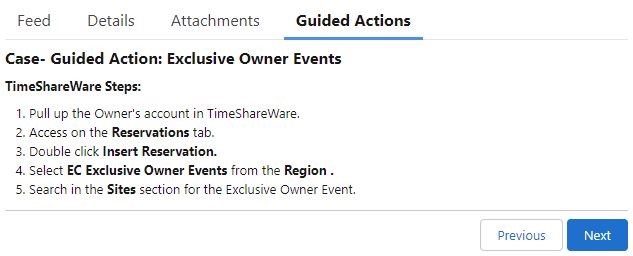 Feed Details Attachments Guided Actions
Case- Guided Action: Exclusive Owner Events
TimeShareWare Steps:
1. Pull up the Owner's account in TimeShareWare.
2. Access on the Reservations tab.
3. Double click Insert Reservation.
4. Select EC Exclusive Owner Events from the Region .
5. Search in the Sites section for the Exclusive Owner Event.
Previous Next